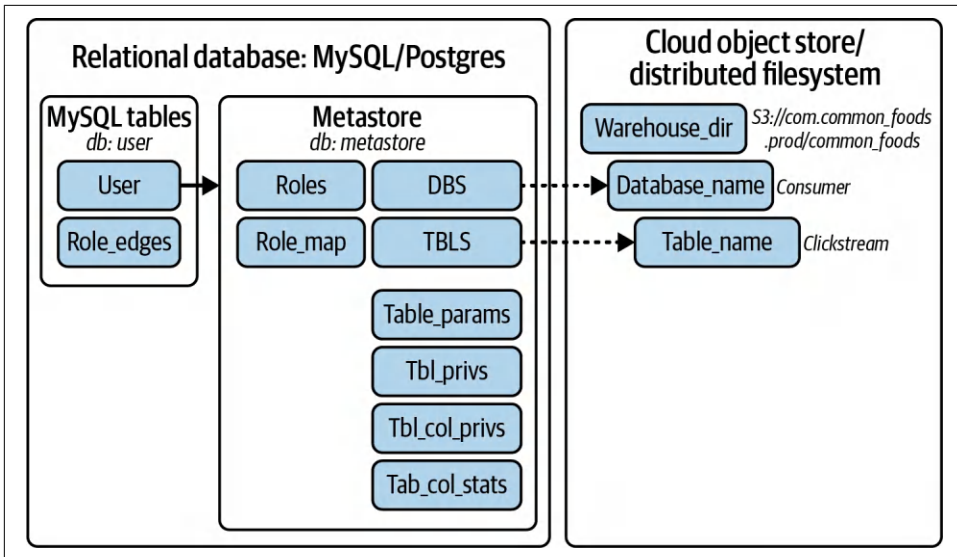 Relational database: MySQL/Postgres
MySQL tables
db: user
User
Role_edges
Metastore
db: metastore
Roles
DBS
Role_map
TBLS
Table_params
Tbl_privs
Tbl_col_privs
Tab_col_stats
Cloud object store/
distributed filesystem
Warehouse_dir
S3://com.common_foods
.prod/common_foods
Database_name
Consumer
Table_name
Clickstream